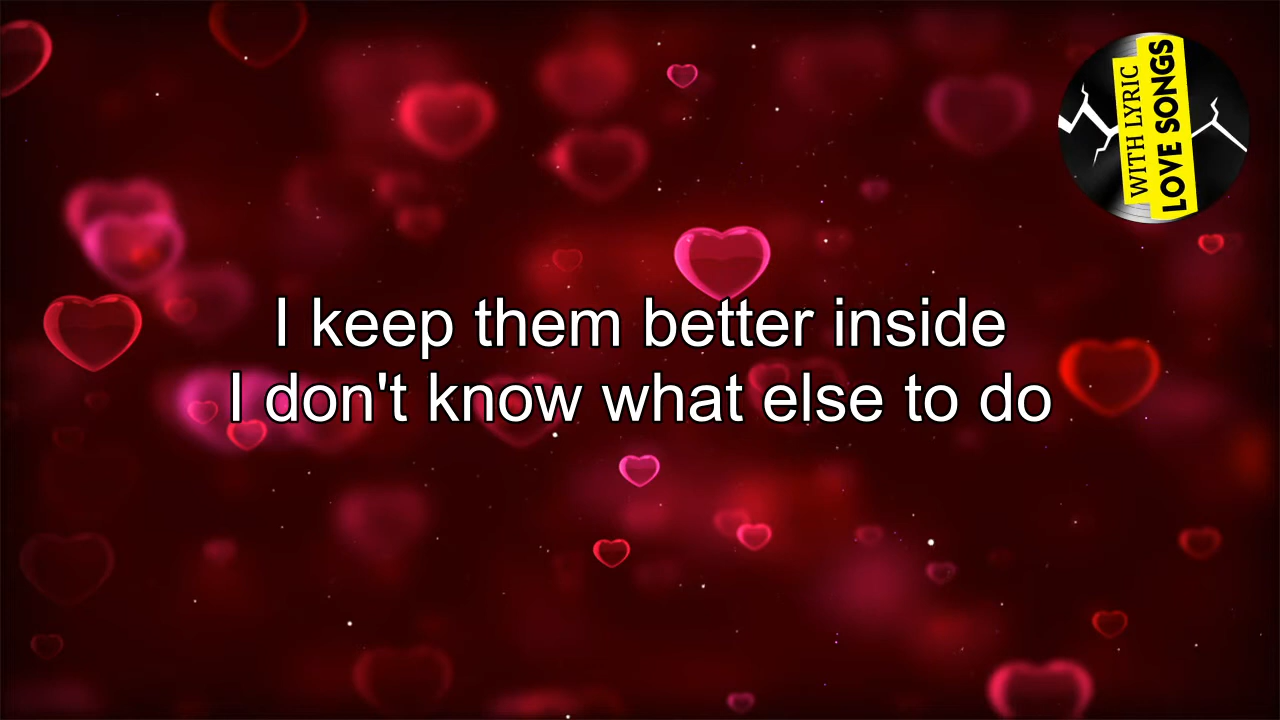 I keep them better inside
I don't know what else to do
WITH LYRIC
LOVE SONGS